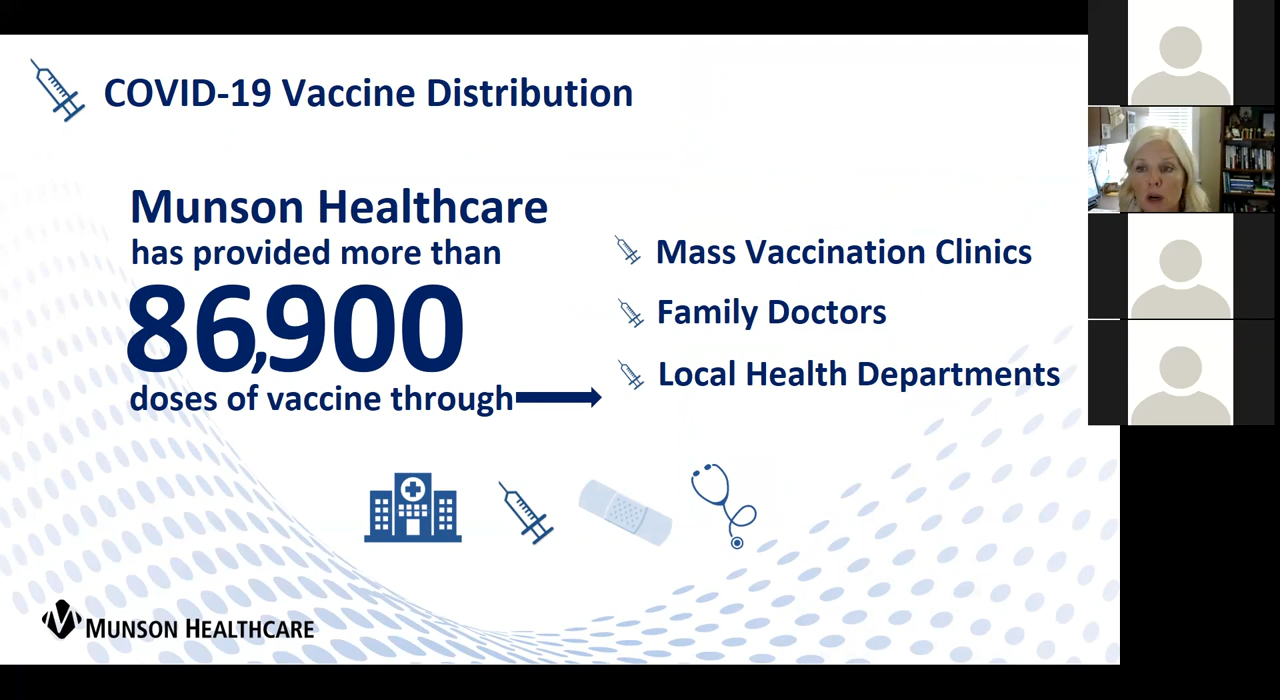 COVID-19 Vaccine Distribution
Munson Healthcare
has provided more than
86,900
doses of vaccine through
Mass Vaccination Clinics
Family Doctors
Local Health Departments
MUNSON HEALTHCARE